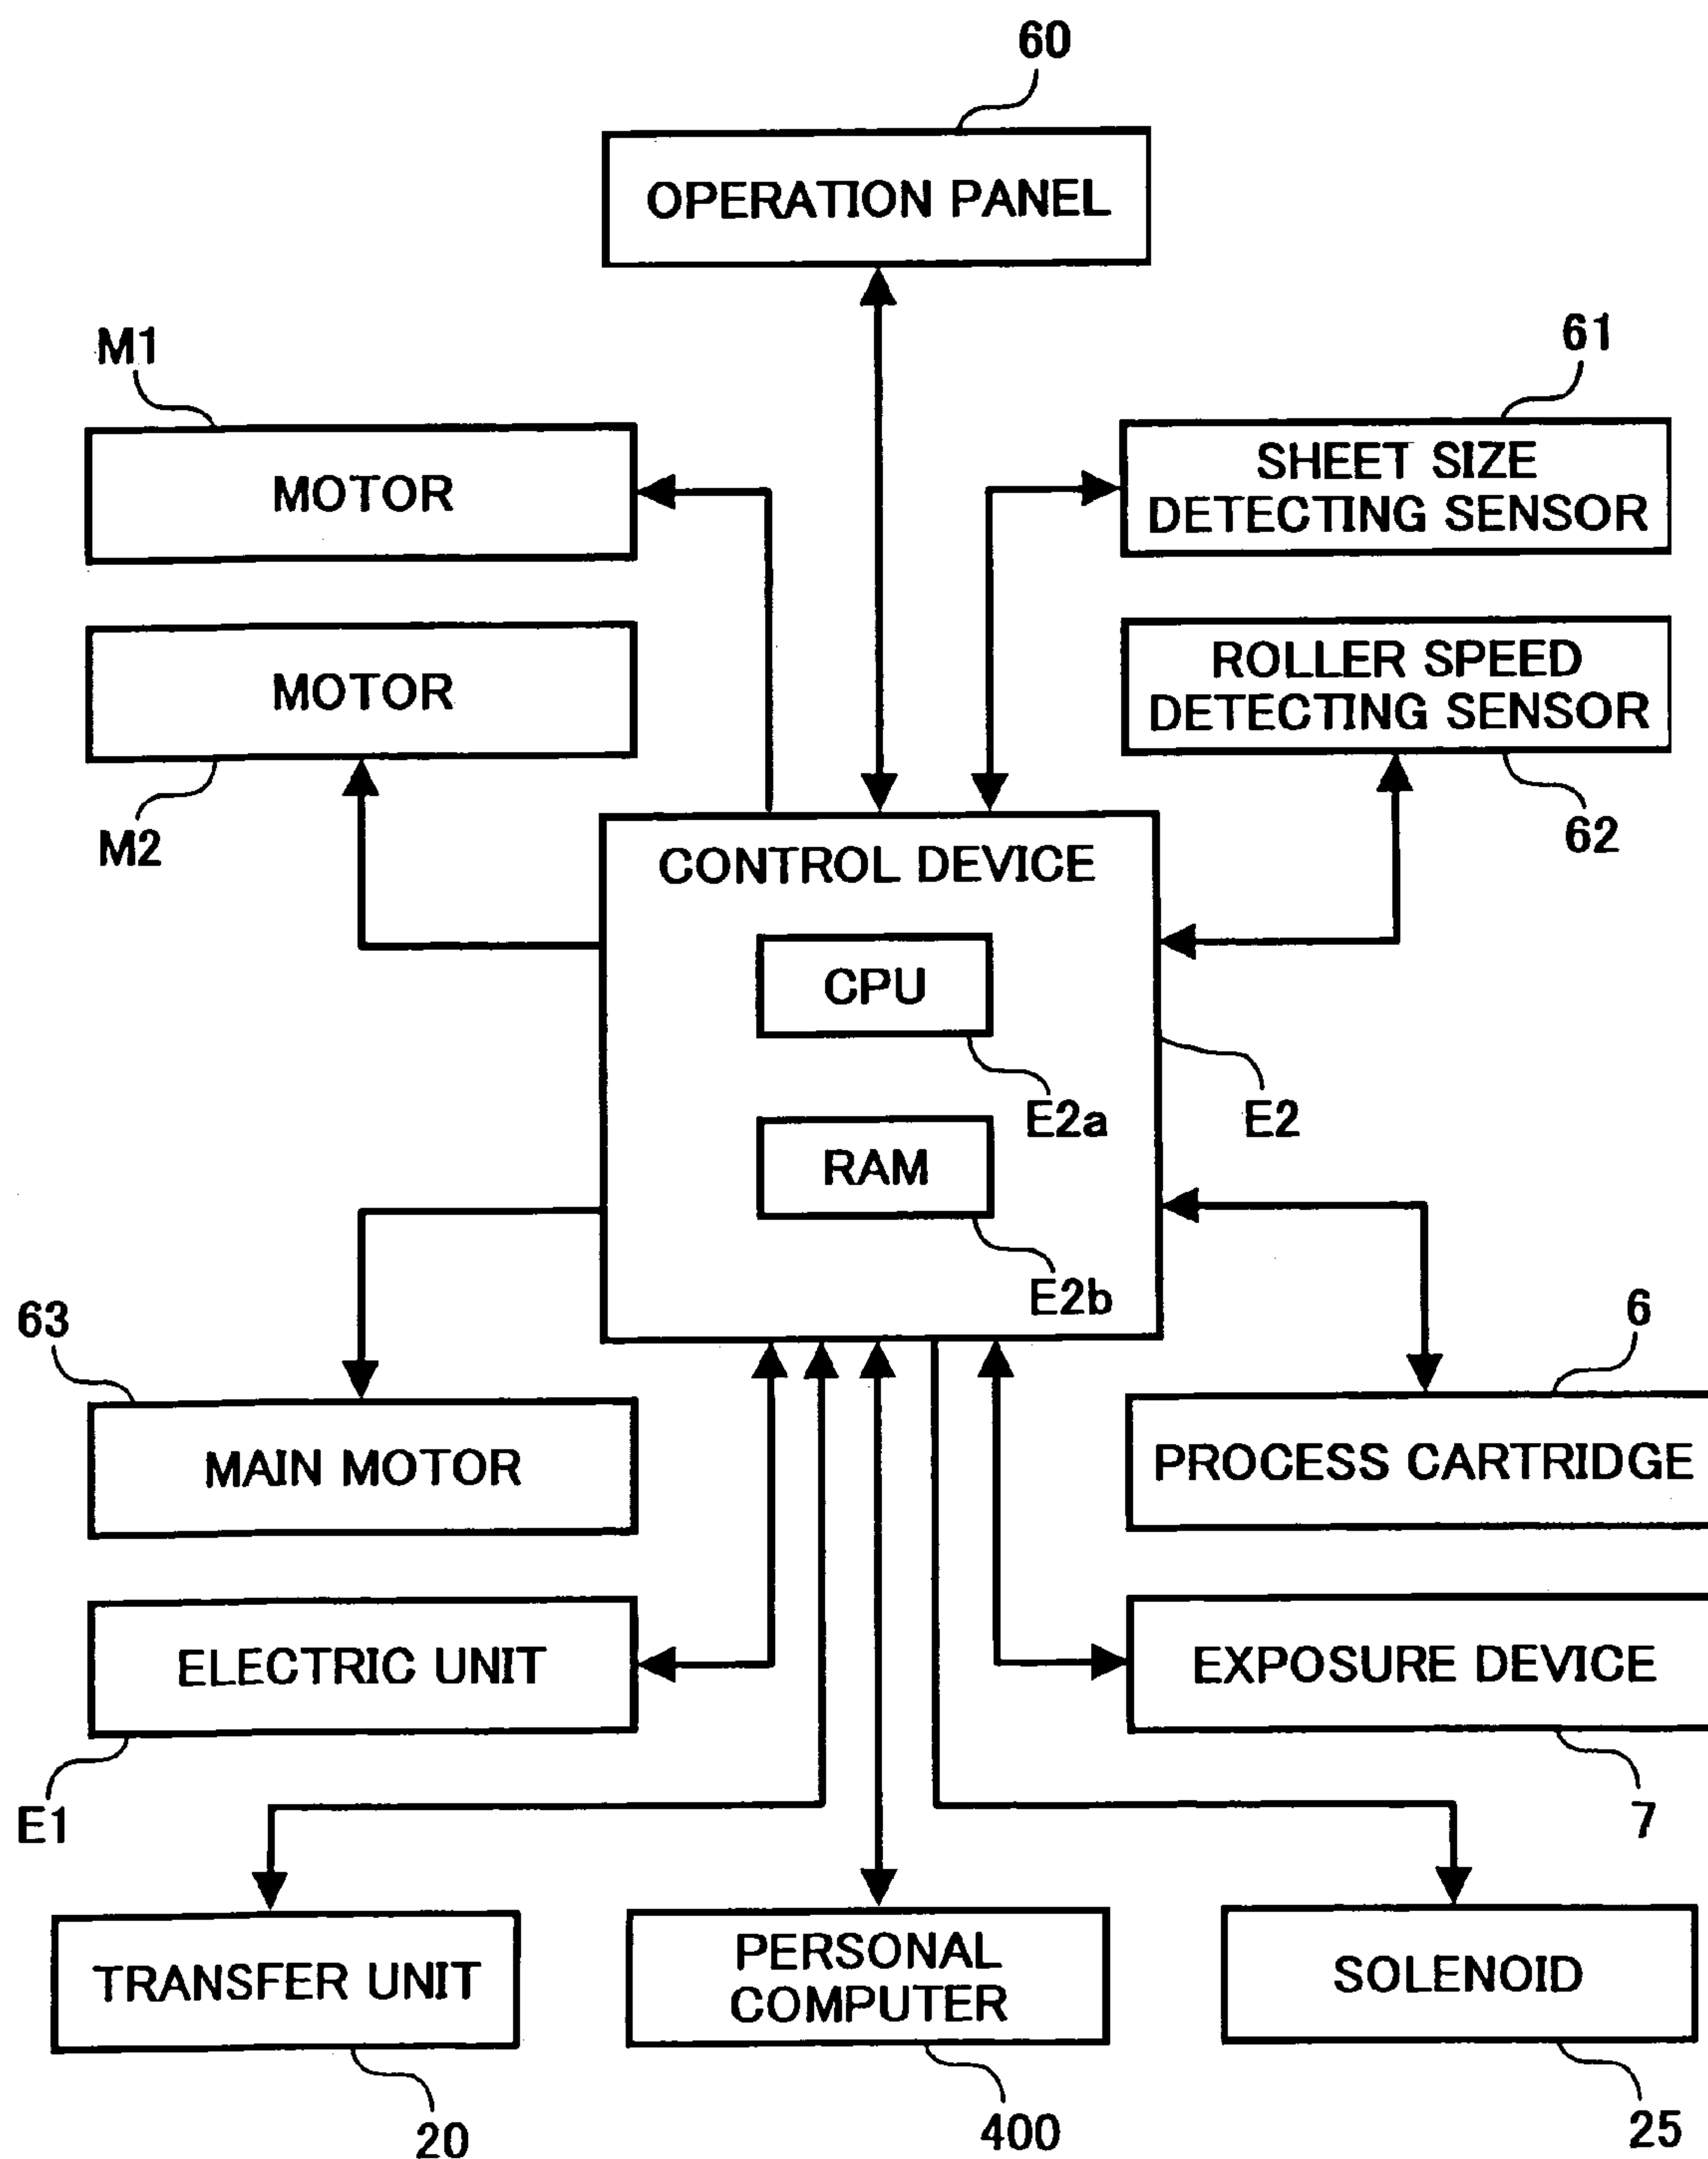 60
OPERATION PANEL
M1
MOTOR
61
SHEET SIZE
DETECTING SENSOR
MOTOR
M2
ROLLER SPEED
DETECTING SENSOR
62
CONTROL DEVICE
CPU
E2a
E2
RAM
E2b
63
MAIN MOTOR
6
PROCESS CARTRIDGE
ELECTRIC UNIT
E1
EXPOSURE DEVICE
7
TRANSFER UNIT
20
PERSONAL
COMPUTER
400
SOLENOID
25